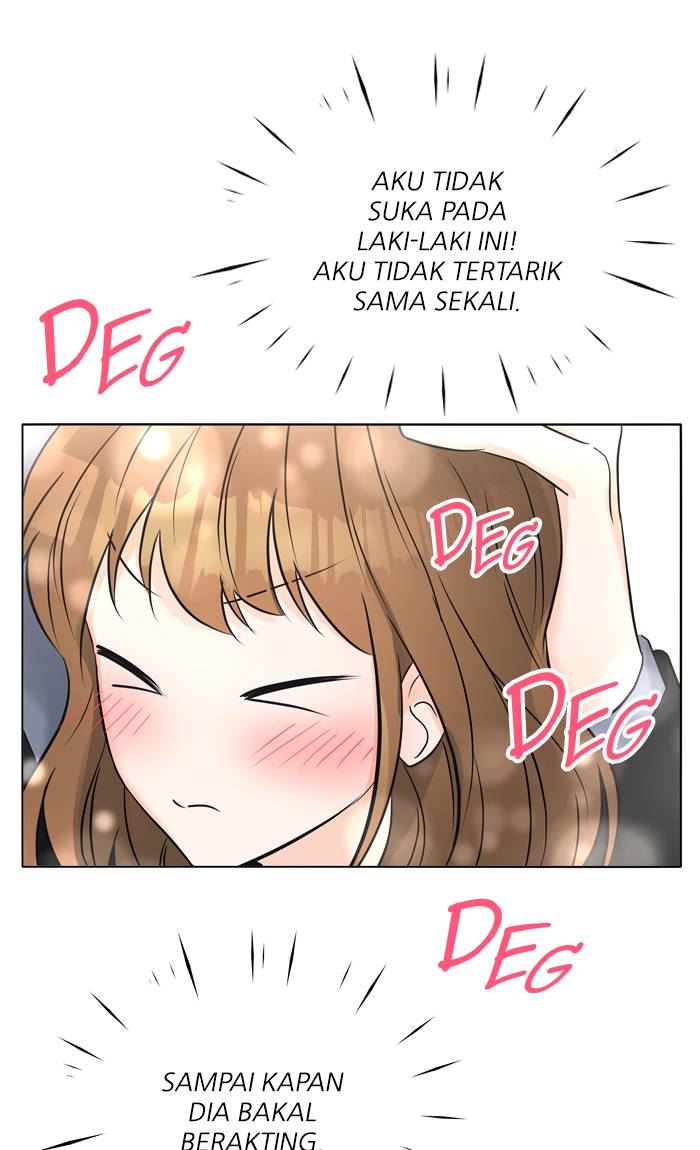 AKU TIDAK
SUKA PADA
LAKI-LAKI INI!
AKU TIDAK TERTARIK
SAMA SEKALI.
DEG
DEG
DEG
DEG
SAMPAI KAPAN
DIA BAKAL
BERAKTING,